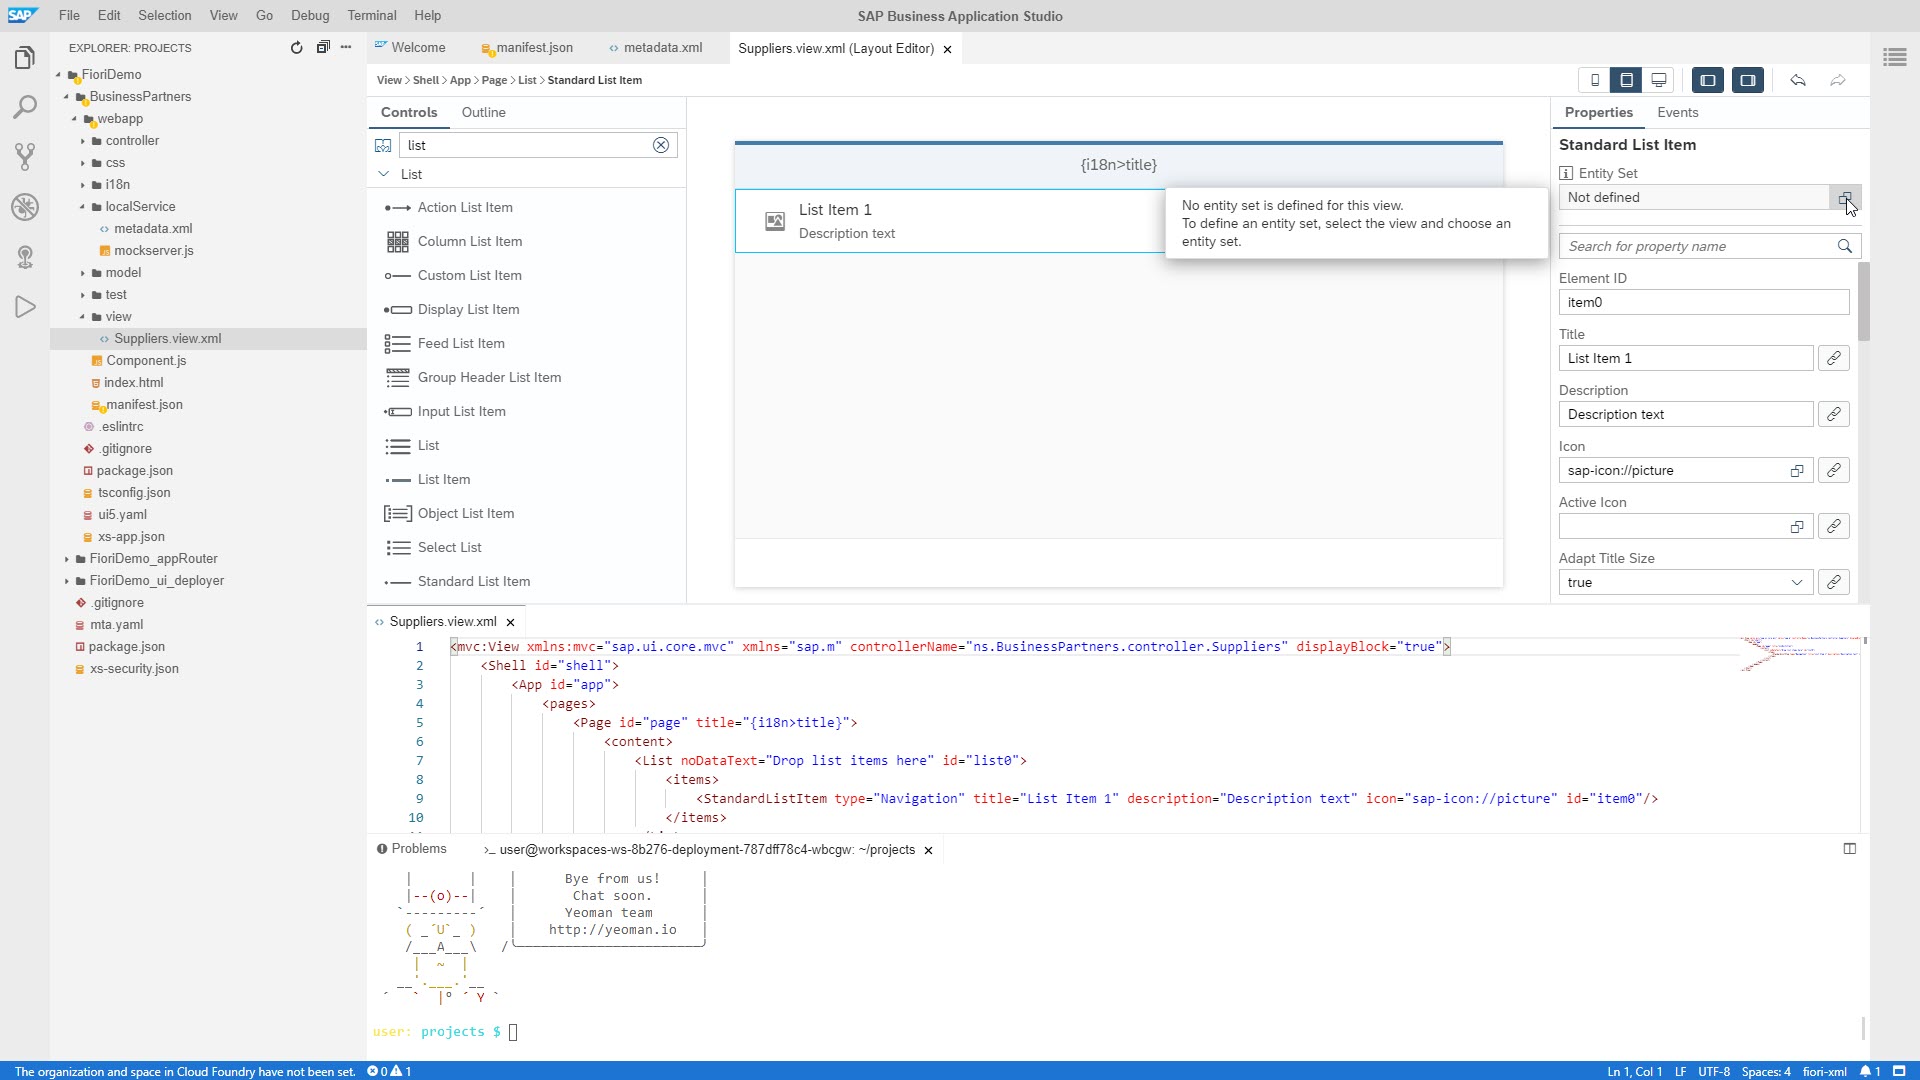 SAP File Edit Selection View Go Debug Terminal Help
SAP Business Application Studio
EXPLORER: PROJECTS
FioriDemo
BusinessPartners
webapp
controller
css
i18n
localService
metadata.xml
mockserver.js
model
test
view
Suppliers.view.xml
Component.js
index.html
manifest.json
.eslintrc
.gitignore
package.json
tsconfig.json
ui5.yaml
xs-app.json
FioriDemo_appRouter
FioriDemo_ui_deployer
.gitignore
mta.yaml
package.json
xs-security.json
Welcome manifest.json metadata.xml Suppliers.view.xml (Layout Editor)
View > Shell > App > Page > List > Standard List Item
Controls Outline
list
List
Action List Item
Column List Item
Custom List Item
Display List Item
Feed List Item
Group Header List Item
Input List Item
List
List Item
Object List Item
Select List
Standard List Item
{i18n>title}
List Item 1
Description text
No entity set is defined for this view.
To define an entity set, select the view and choose an
entity set.
Properties Events
Standard List Item
Entity Set
Not defined
Search for property name
Element ID
item0
Title
List Item 1
Description
Description text
Icon
sap-icon://picture
Active Icon
Adapt Title Size
true
Suppliers.view.xml
1 <mvc:View xmlns:mvc="sap.ui.core.mvc" xmlns="sap.m" controllerName="ns.BusinessPartners.controller.Suppliers" displayBlock="true">
2 <Shell id="shell">
3 <App id="app">
4 <pages>
5 <Page id="page" title="{i18n>title}">
6 <content>
7 <List noDataText="Drop list items here" id="list0">
8 <items>
9 <StandardListItem type="Navigation" title="List Item 1" description="Description text" icon="sap-icon://picture" id="item0"/>
10 </items>
Problems >_ user@workspaces-ws-8b276-deployment-787dff78c4-wbcgw: ~/projects
Bye from us!
|--(o)--| Chat soon.
`---------´ Yeoman team
( _´U`_ ) http://yeoman.io
/___A___\
| ~ |
__'.___.'__
´ ` |° ´ Y `
user: projects $
The organization and space in Cloud Foundry have not been set. 0 1
Ln 1, Col 1 LF UTF-8 Spaces: 4 fiori-xml 1